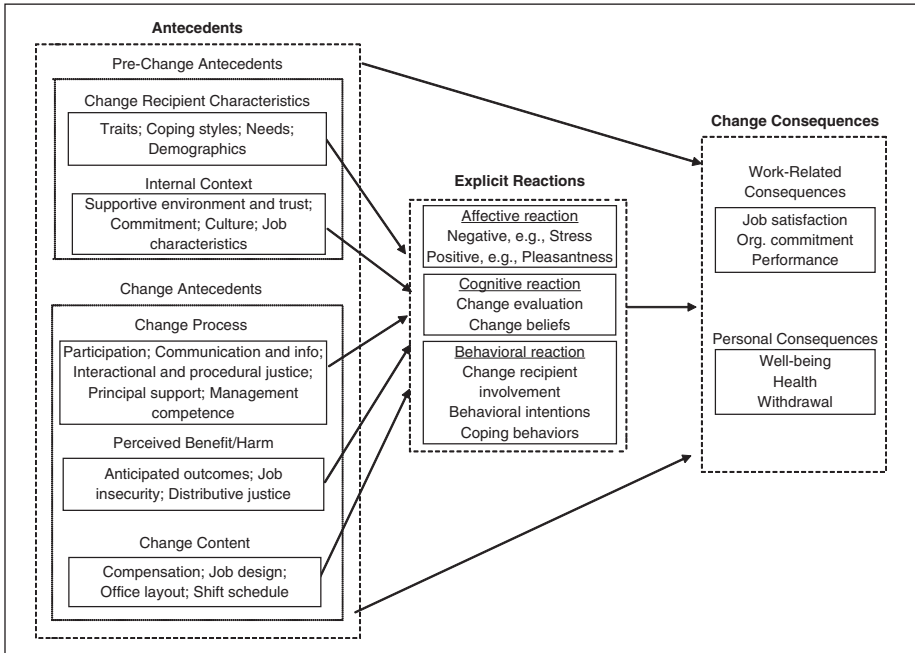 Antecedents
Pre-Change Antecedents
Change Recipient Characteristics
Traits; Coping styles; Needs;
Demographics
Internal Context
Supportive environment and trust;
Commitment; Culture; Job
characteristics
Change Antecedents
Change Process
Participation; Communication and info;
Interactional and procedural justice;
Principal support; Management
competence
Perceived Benefit/Harm
Anticipated outcomes; Job
insecurity; Distributive justice
Change Content
Compensation; Job design;
Office layout; Shift schedule
Explicit Reactions
Affective reaction
Negative, e.g., Stress
Positive, e.g., Pleasantness
Cognitive reaction
Change evaluation
Change beliefs
Behavioral reaction
Change recipient
involvement
Behavioral intentions
Coping behaviors
Change Consequences
Work-Related
Consequences
Job satisfaction
Org. commitment
Performance
Personal Consequences
Well-being
Health
Withdrawal